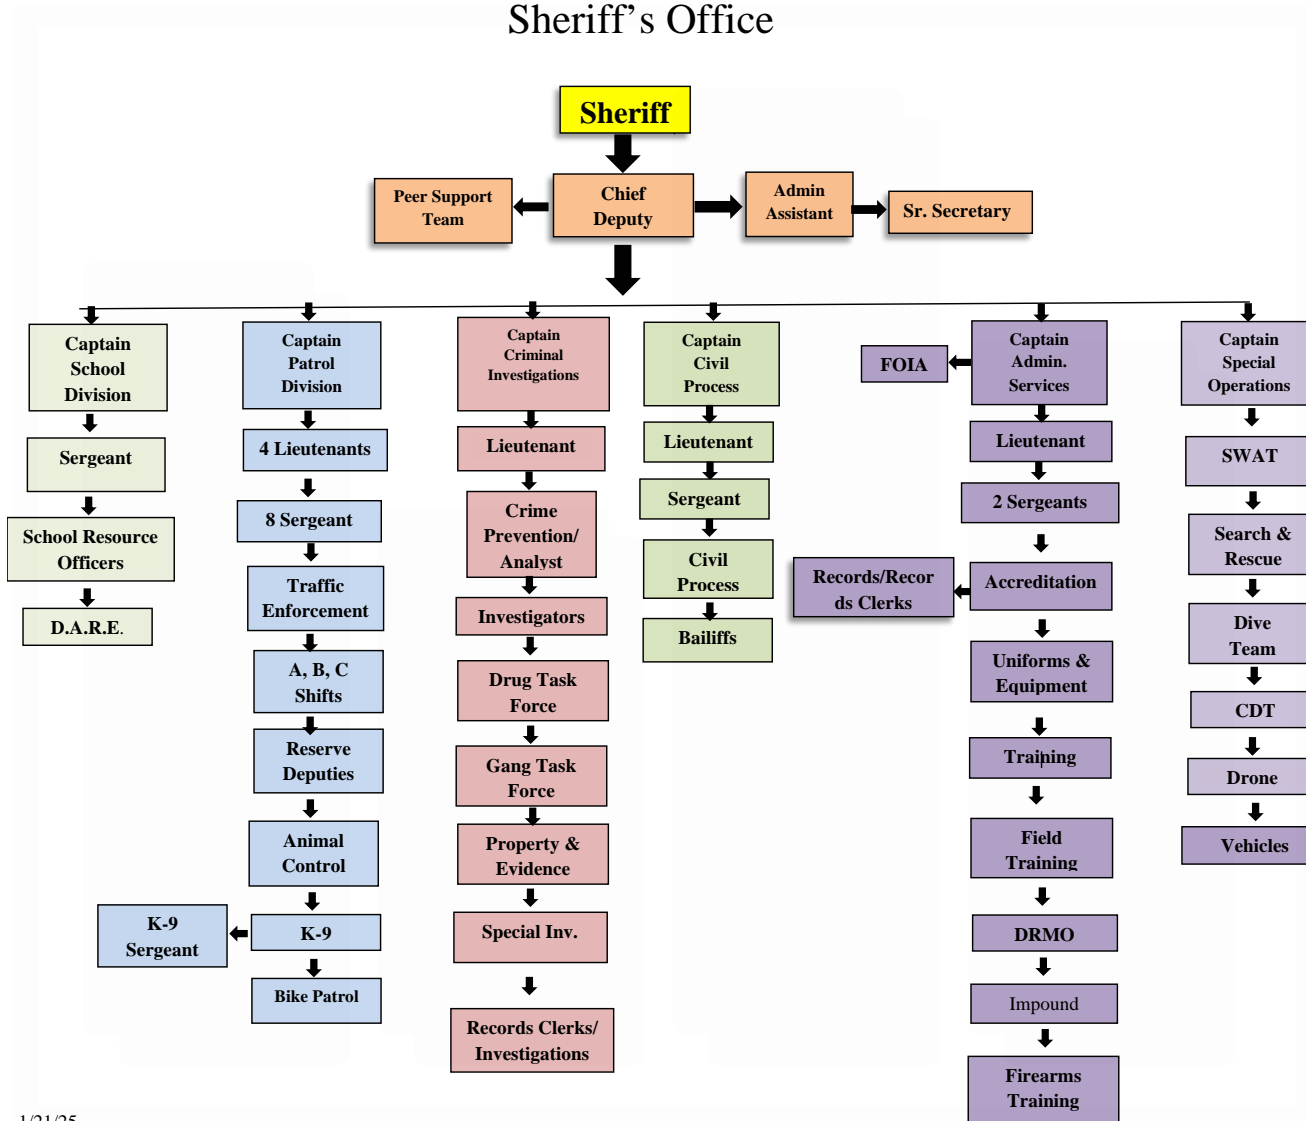 Sheriff's Office
Sheriff
Peer Support
Team
Chief
Deputy
Admin
Assistant
Sr. Secretary
Captain
School
Division
Sergeant
School Resource
Officers
D.A.R.E.
Captain
Patrol
Division
4 Lieutenants
8 Sergeant
Traffic
Enforcement
A, B, C
Shifts
Reserve
Deputies
Animal
Control
K-9
Sergeant
K-9
Bike Patrol
Captain
Criminal
Investigations
Lieutenant
Crime
Prevention/
Analyst
Investigators
Drug Task
Force
Gang Task
Force
Property &
Evidence
Special Inv.
Records Clerks/
Investigations
Captain
Civil
Process
Lieutenant
Sergeant
Civil
Process
Bailiffs
FOIA
Captain
Admin.
Services
Lieutenant
2 Sergeants
Records/Recor
ds Clerks
Accreditation
Uniforms &
Equipment
Training
Field
Training
DRMO
Impound
Firearms
Training
Captain
Special
Operations
SWAT
Search &
Rescue
Dive
Team
CDT
Drone
Vehicles
1/21/25